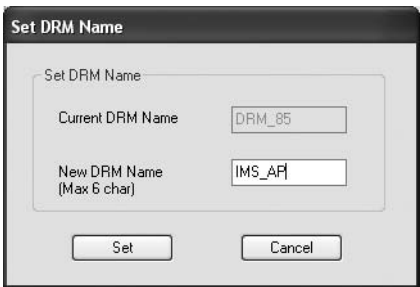 Set DRM Name
Set DRM Name
Current DRM Name DRM_85
New DRM Name IMS_AP
(Max 6 char)
Set Cancel